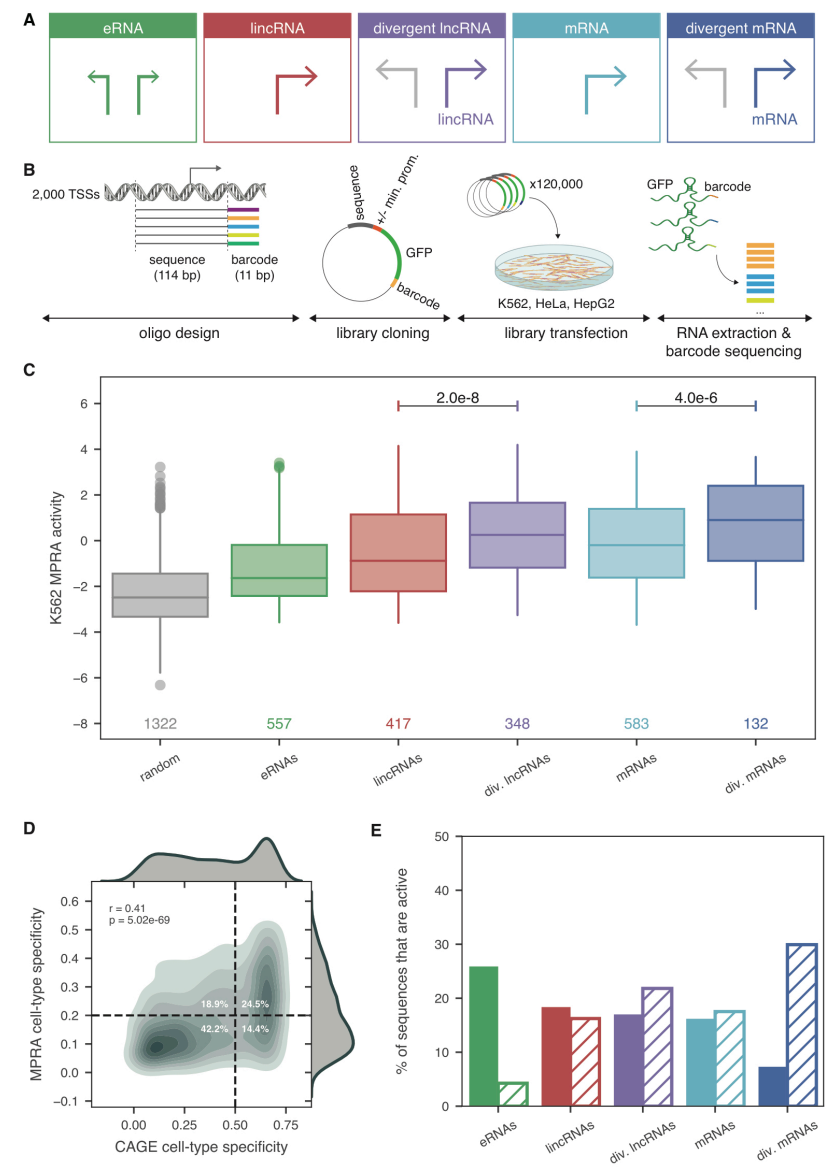 A
eRNA
lincRNA
divergent lncRNA
mRNA
divergent mRNA
lincRNA
mRNA
B
2,000 TSSs
sequence
(114 bp)
barcode
(11 bp)
oligo design
sequence
+/- min. prom.
GFP
barcode
library cloning
x120,000
K562, HeLa, HepG2
library transfection
GFP
barcode
...
RNA extraction &
barcode sequencing
C
K562 MPRA activity
6
4
2
0
−2
−4
−6
−8
2.0e-8
4.0e-6
1322
557
417
348
583
132
random
eRNAs
lincRNAs
div. lncRNAs
mRNAs
div. mRNAs
D
MPRA cell-type specificity
0.6
0.5
0.4
0.3
0.2
0.1
0.0
−0.1
r = 0.41
p = 5.02e-69
18.9%
24.5%
42.2%
14.4%
0.00
0.25
0.50
0.75
CAGE cell-type specificity
E
% of sequences that are active
50
40
30
20
10
0
eRNAs
lincRNAs
div. lncRNAs
mRNAs
div. mRNAs